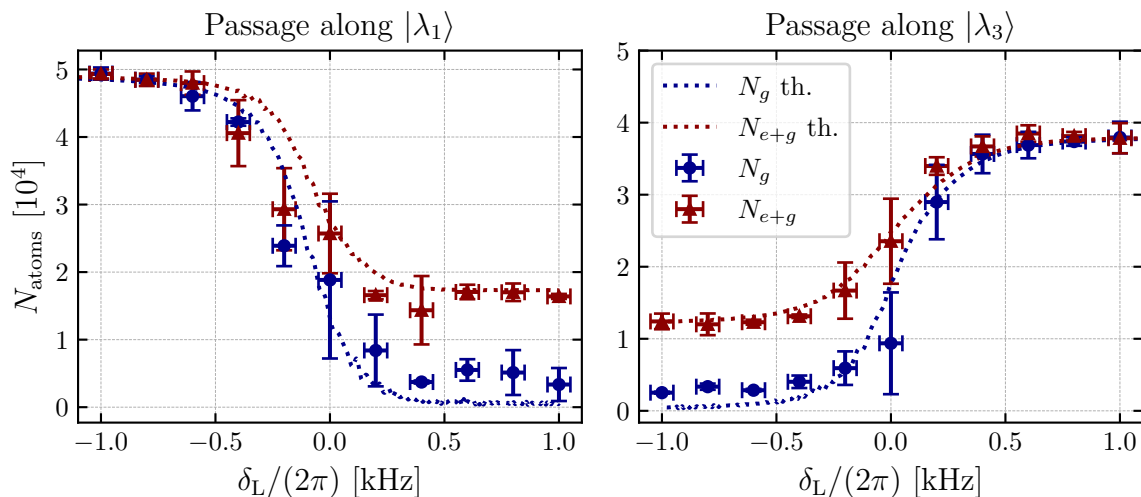 Passage along |λ₁⟩
Passage along |λ₃⟩
N_atoms [10⁴]
5
4
3
2
1
0
−1.0
−0.5
0.0
0.5
1.0
δ_L/(2π) [kHz]
5
4
3
2
1
0
N_g th.
N_{e+g} th.
N_g
N_{e+g}
−1.0
−0.5
0.0
0.5
1.0
δ_L/(2π) [kHz]